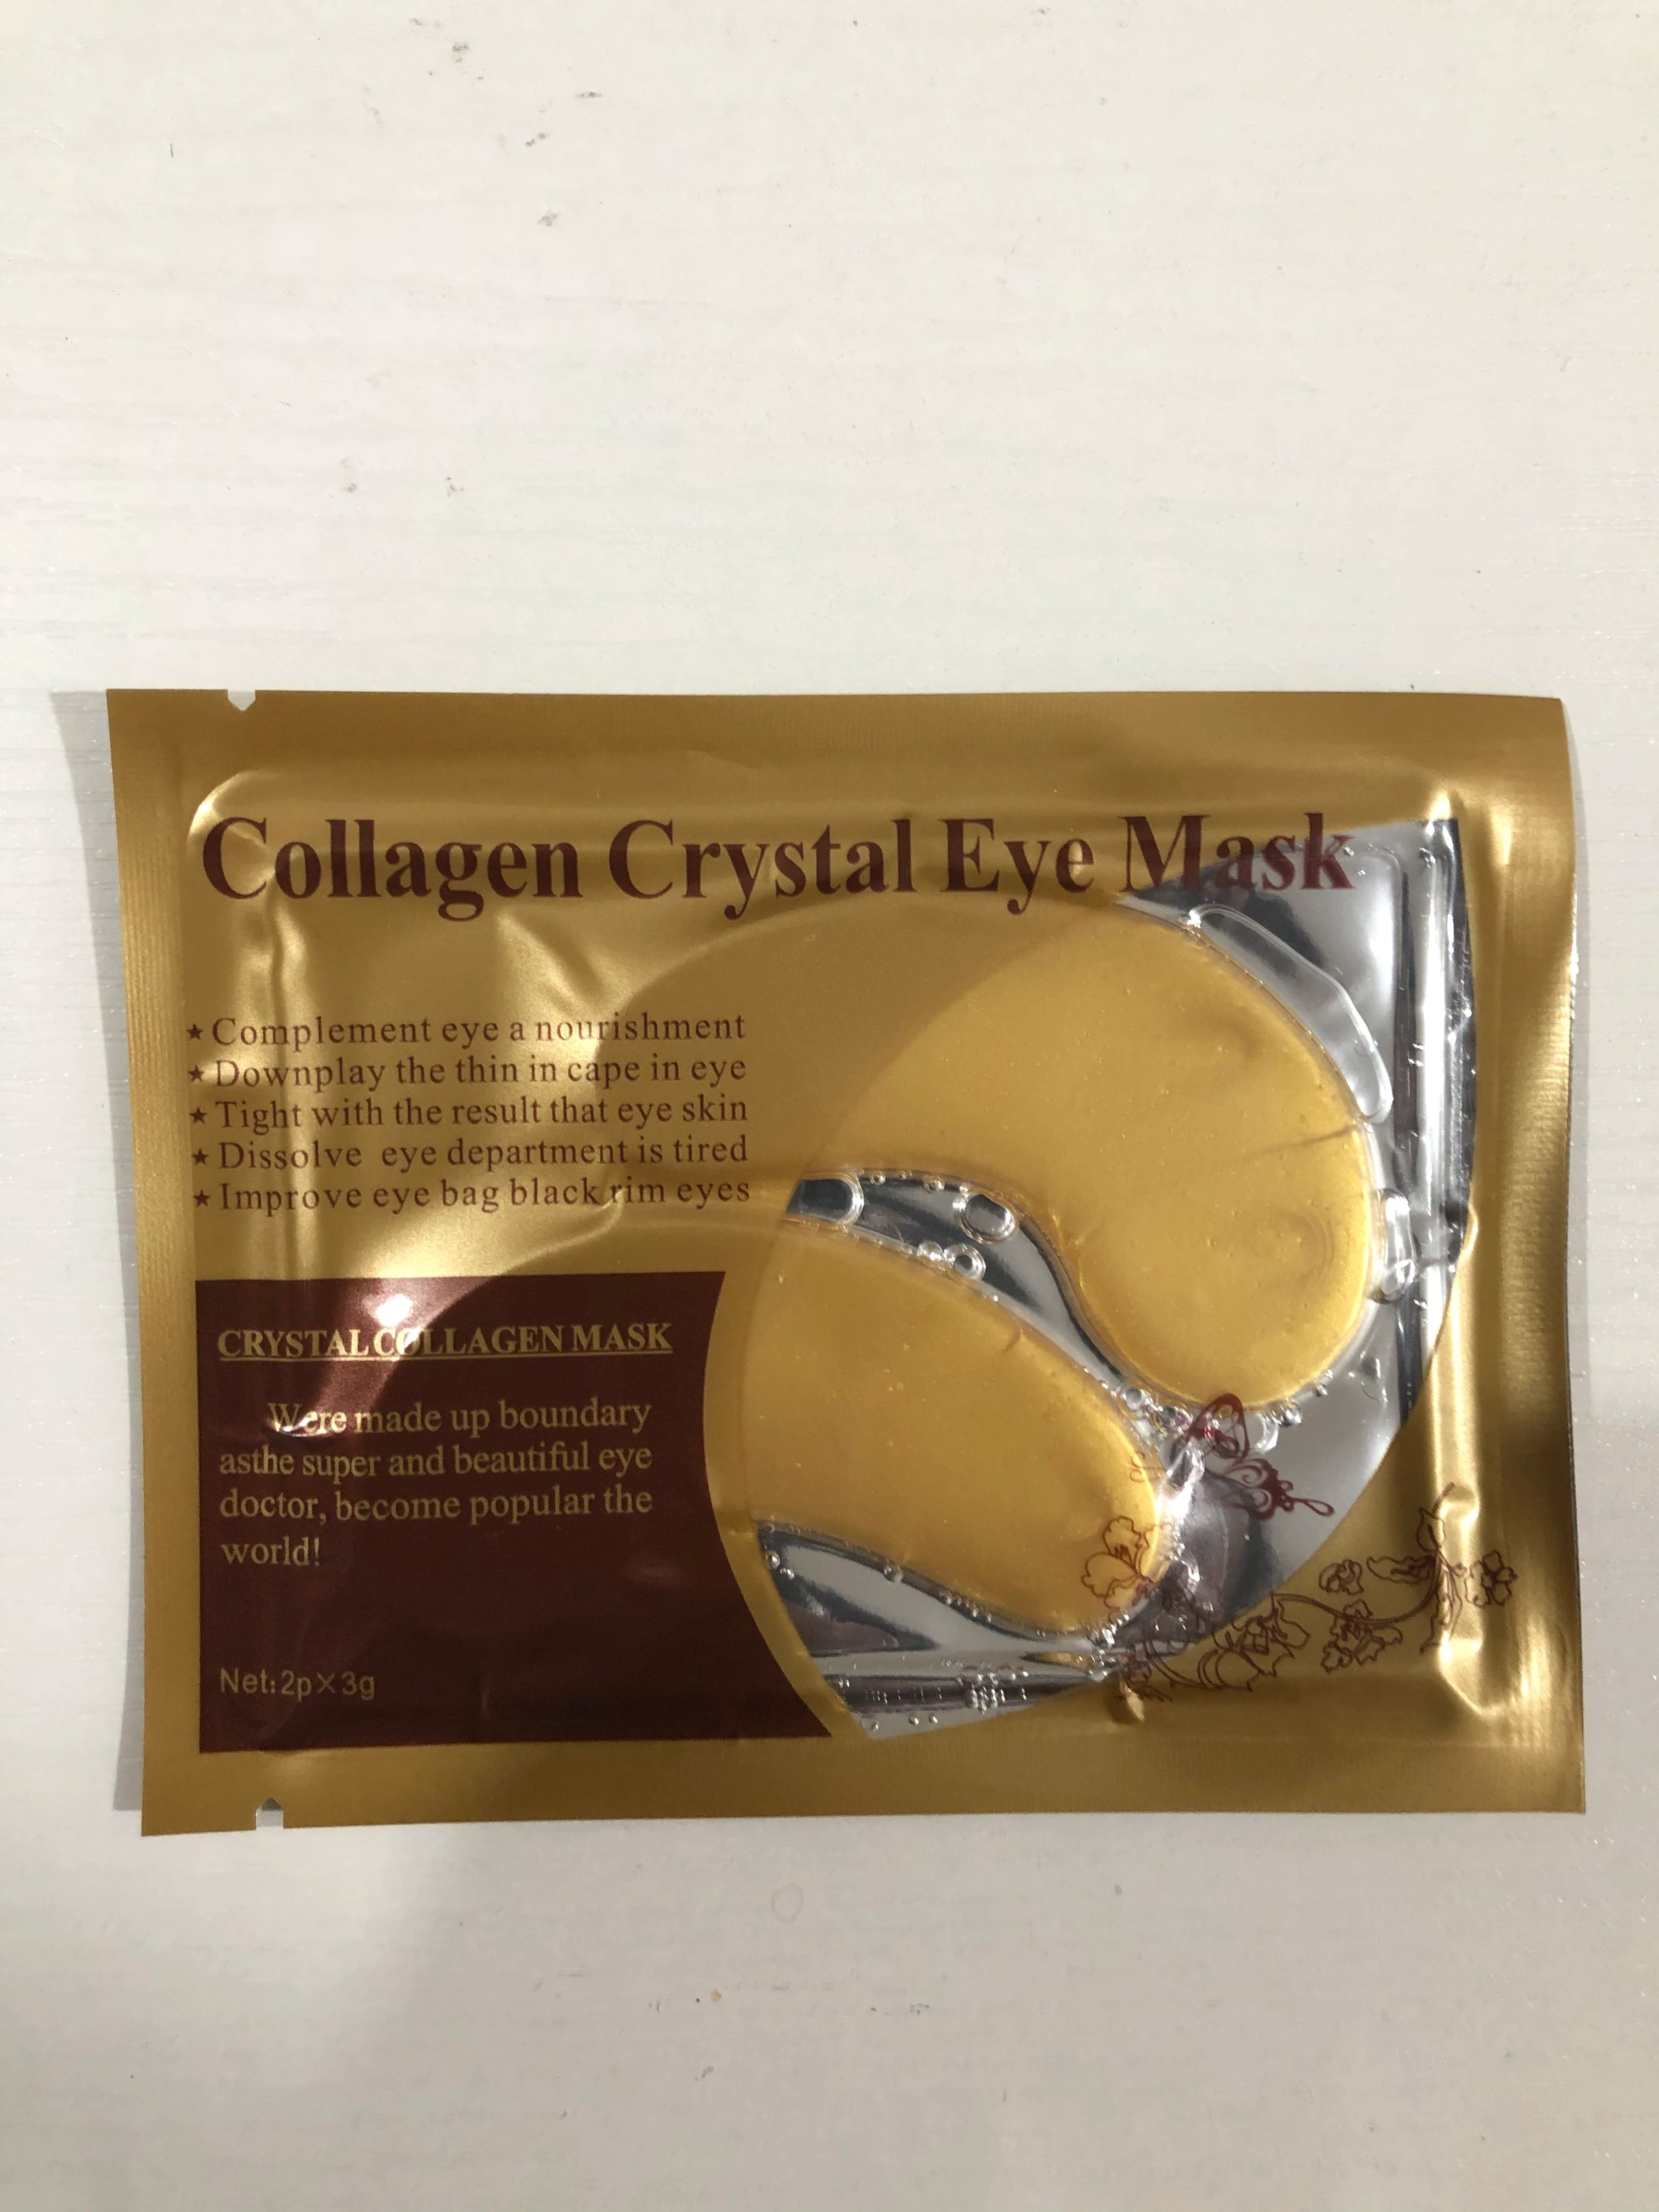 Collagen Crystal Eye Mask
★ Complement eye a nourishment
★ Downplay the thin in cape in eye
★ Tight with the result that eye skin
★ Dissolve eye department is tired
★ Improve eye bag black rim eyes
CRYSTAL COLLAGEN MASK
Were made up boundary
asthe super and beautiful eye
doctor, become popular the
world!
Net: 2p×3g